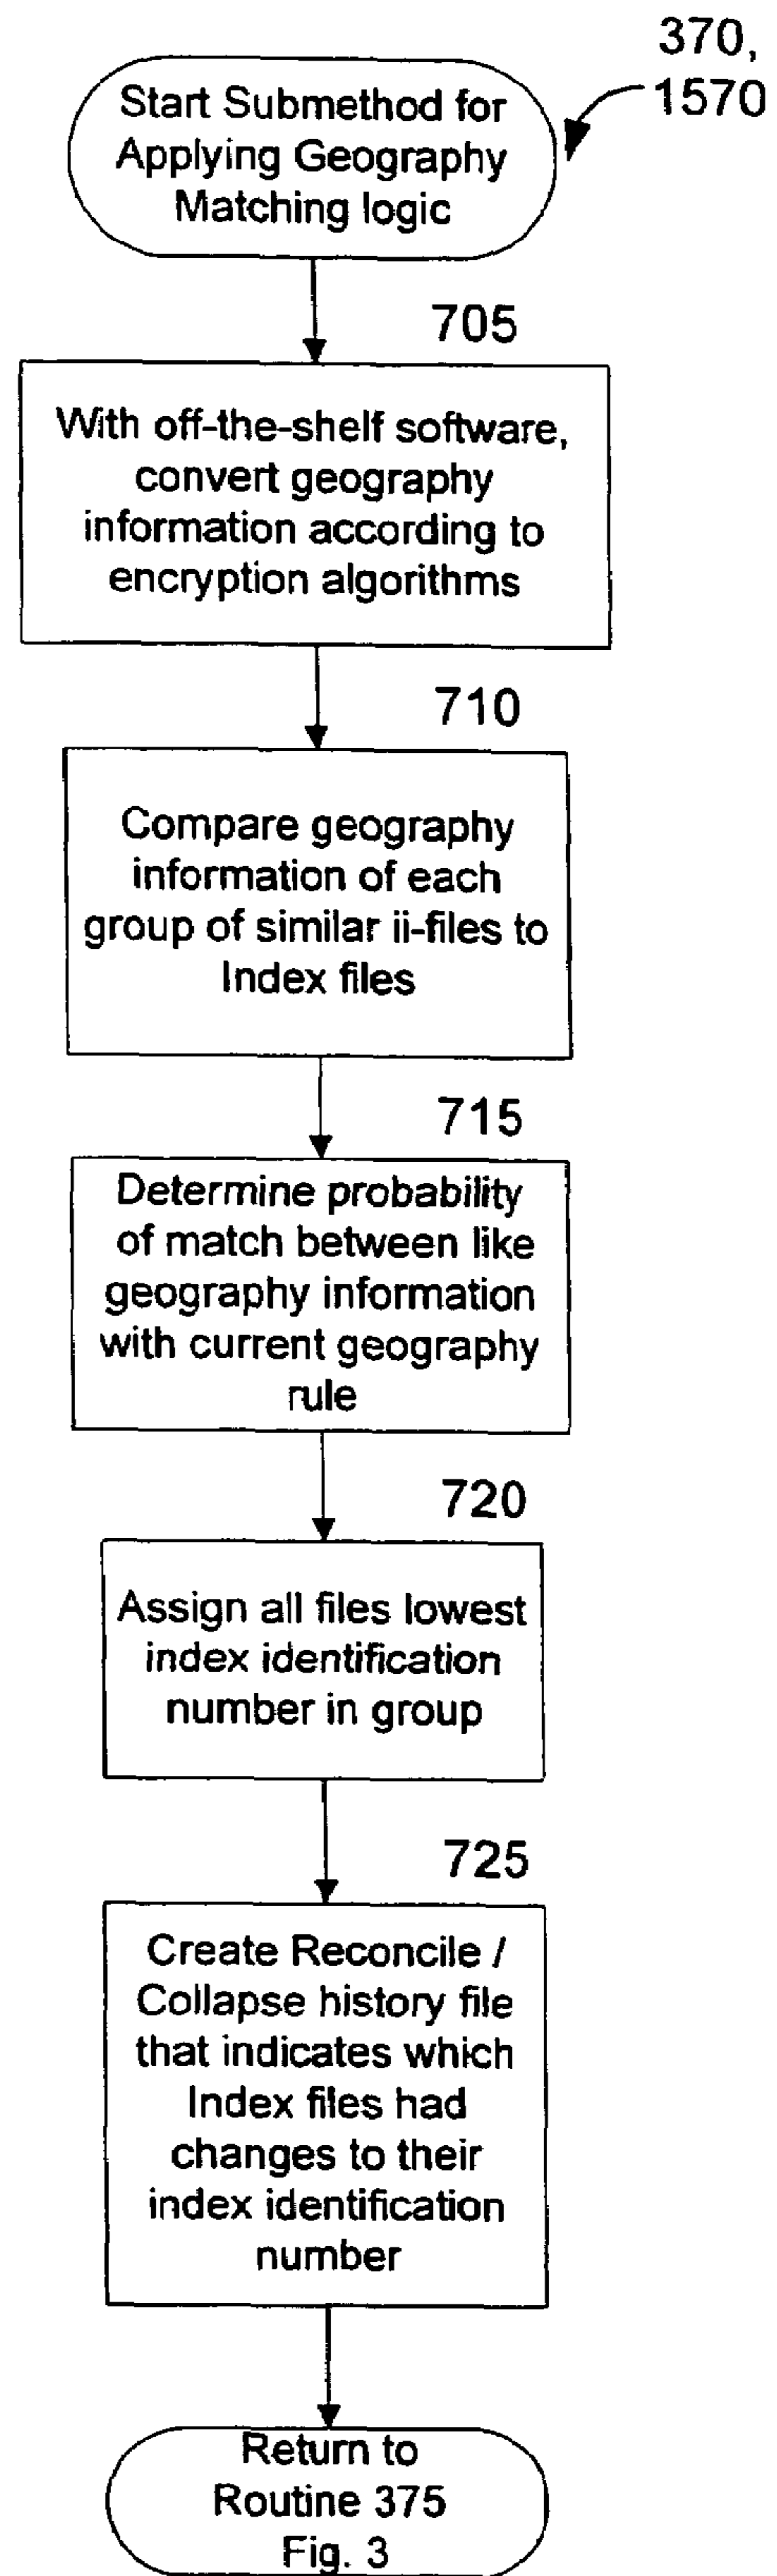 370,
1570
Start Submethod for
Applying Geography
Matching logic
705
With off-the-shelf software,
convert geography
information according to
encryption algorithms
710
Compare geography
information of each
group of similar ii-files to
Index files
715
Determine probability
of match between like
geography information
with current geography
rule
720
Assign all files lowest
index identification
number in group
725
Create Reconcile /
Collapse history file
that indicates which
Index files had
changes to their
index identification
number
Return to
Routine 375
Fig. 3